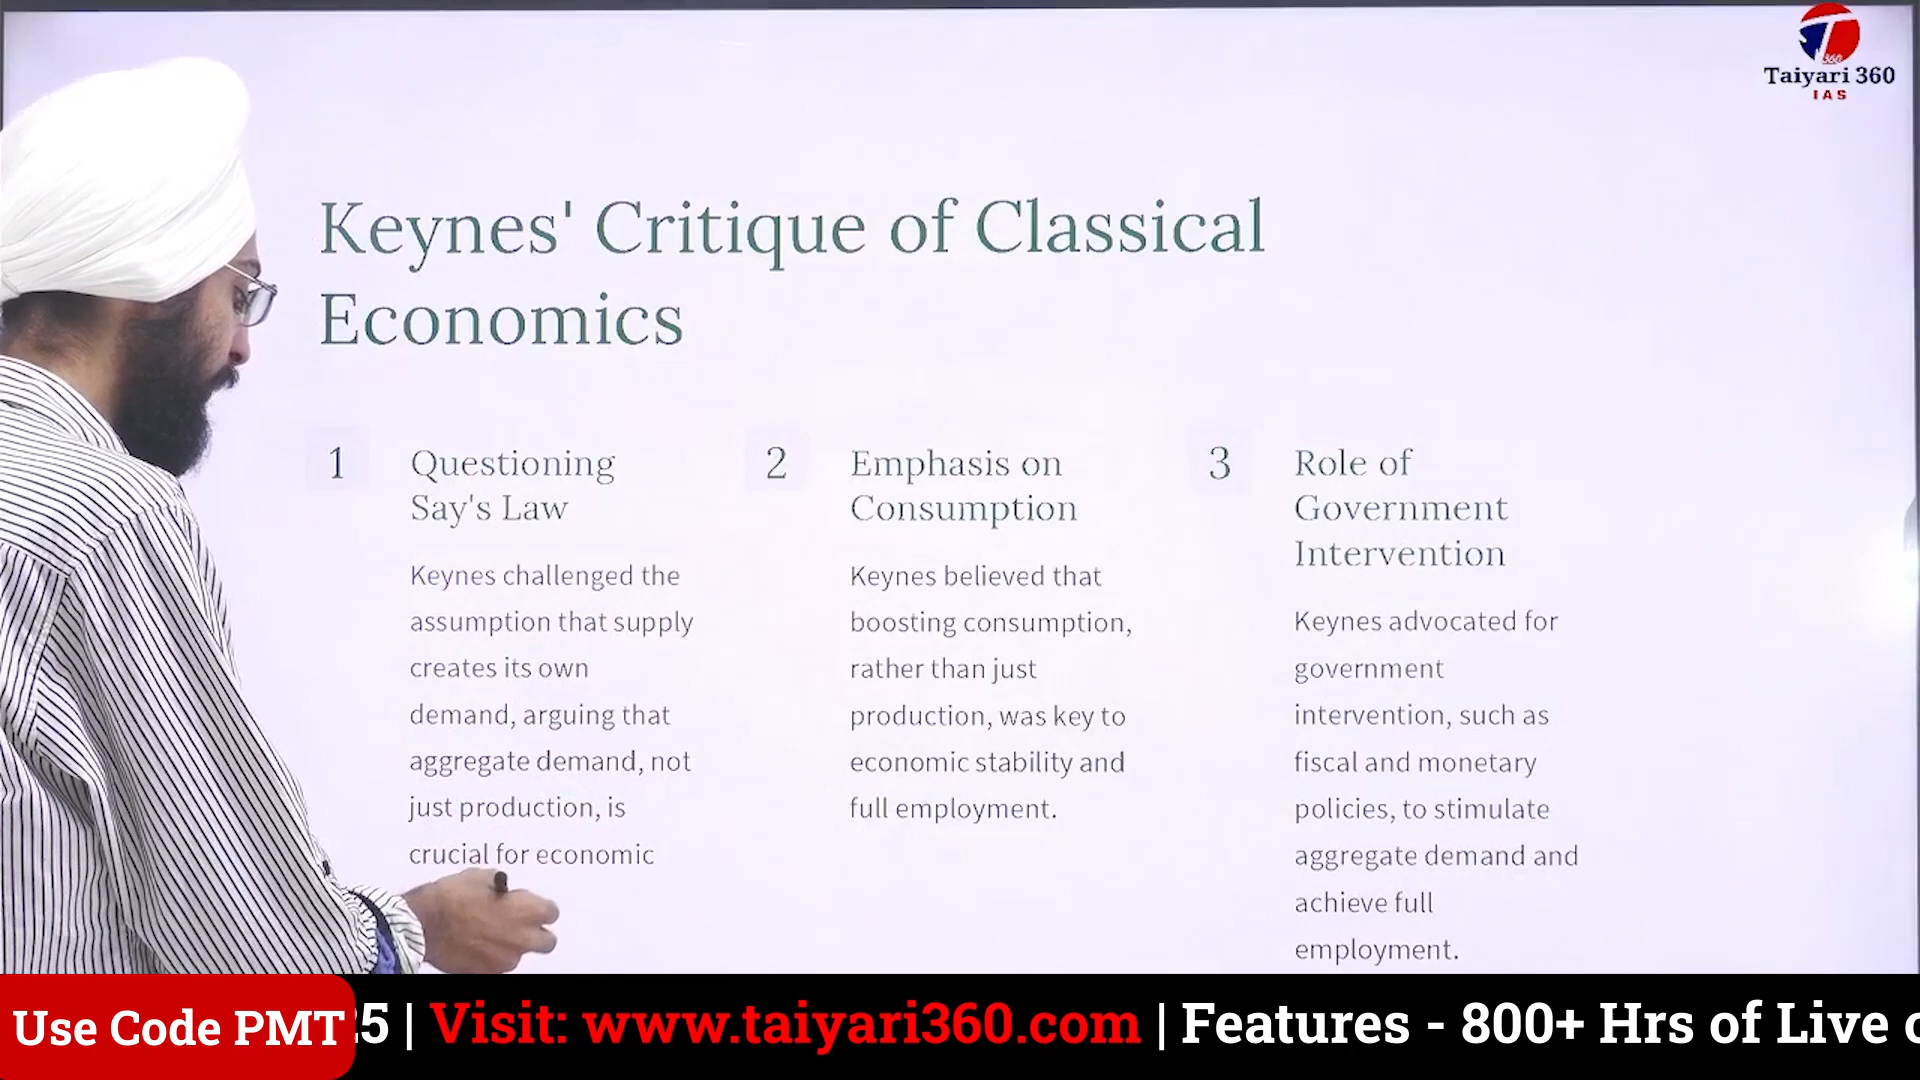 Taiyari 360
IAS
Keynes' Critique of Classical
Economics
1
Questioning
Say's Law
Keynes challenged the
assumption that supply
creates its own
demand, arguing that
aggregate demand, not
just production, is
crucial for economic
2
Emphasis on
Consumption
Keynes believed that
boosting consumption,
rather than just
production, was key to
economic stability and
full employment.
3
Role of
Government
Intervention
Keynes advocated for
government
intervention, such as
fiscal and monetary
policies, to stimulate
aggregate demand and
achieve full
employment.
Use Code PMT 25 | Visit: www.taiyari360.com | Features - 800+ Hrs of Live